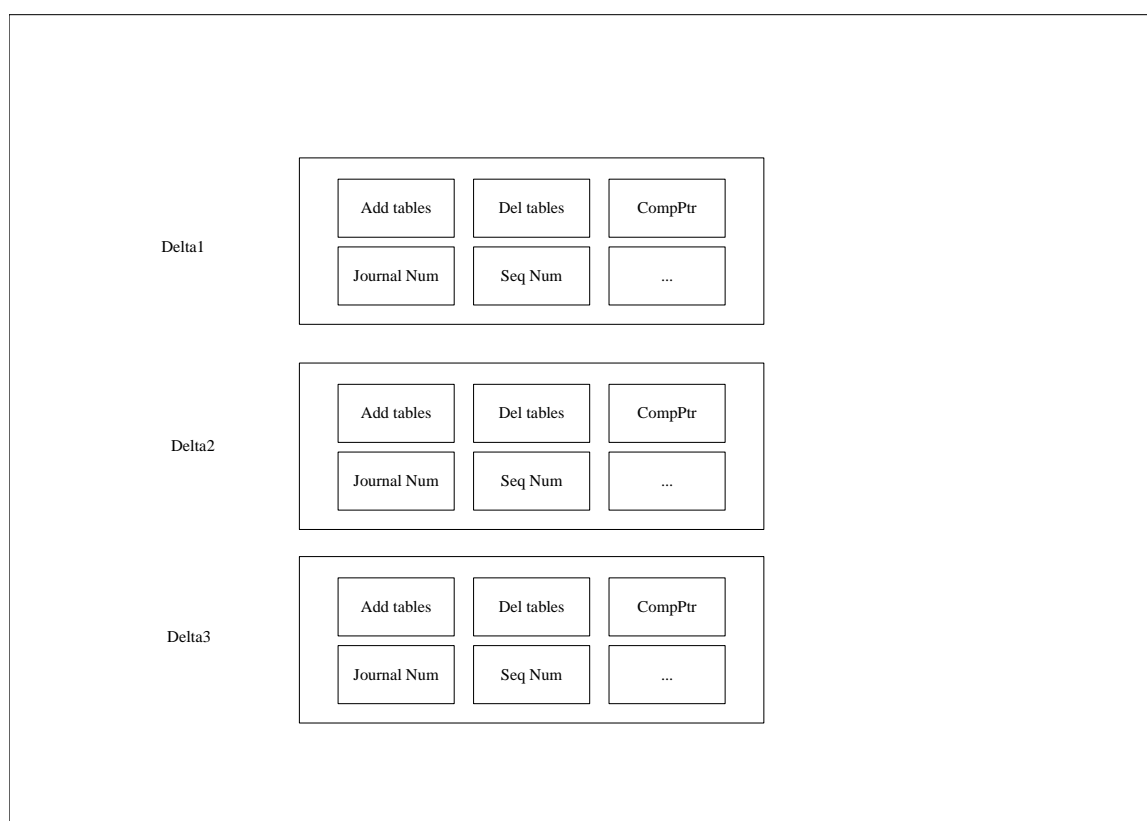 Add tables Del tables CompPtr
Delta1
Journal Num Seq Num ...
Add tables Del tables CompPtr
Delta2
Journal Num Seq Num ...
Add tables Del tables CompPtr
Delta3
Journal Num Seq Num ...